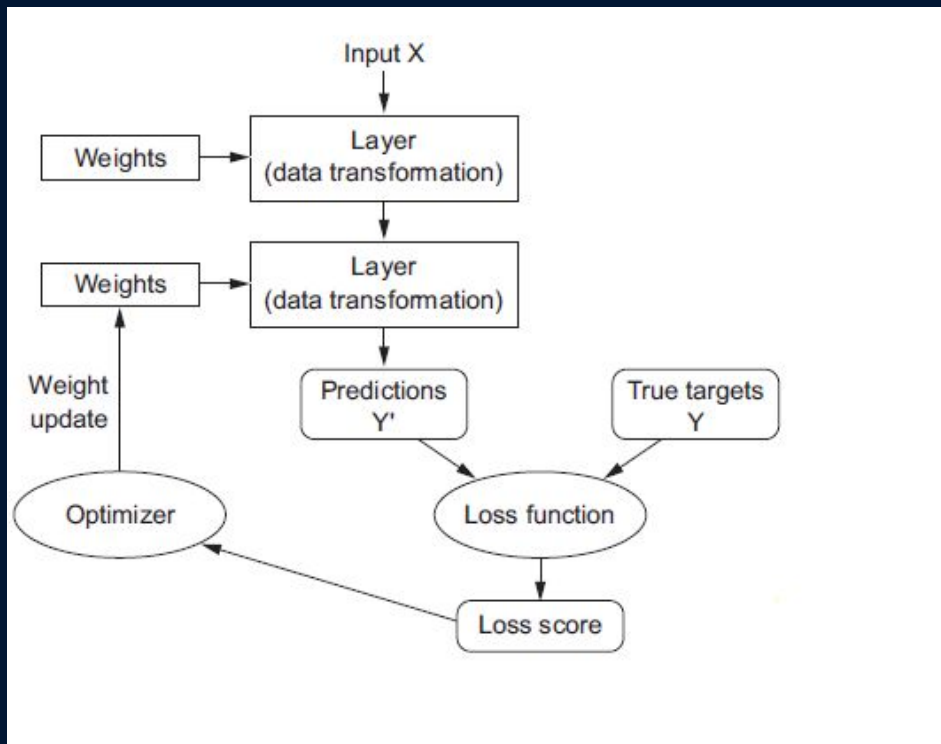 Input X
Weights
Layer
(data transformation)
Weights
Layer
(data transformation)
Weight
update
Predictions
Y'
True targets
Y
Optimizer
Loss function
Loss score